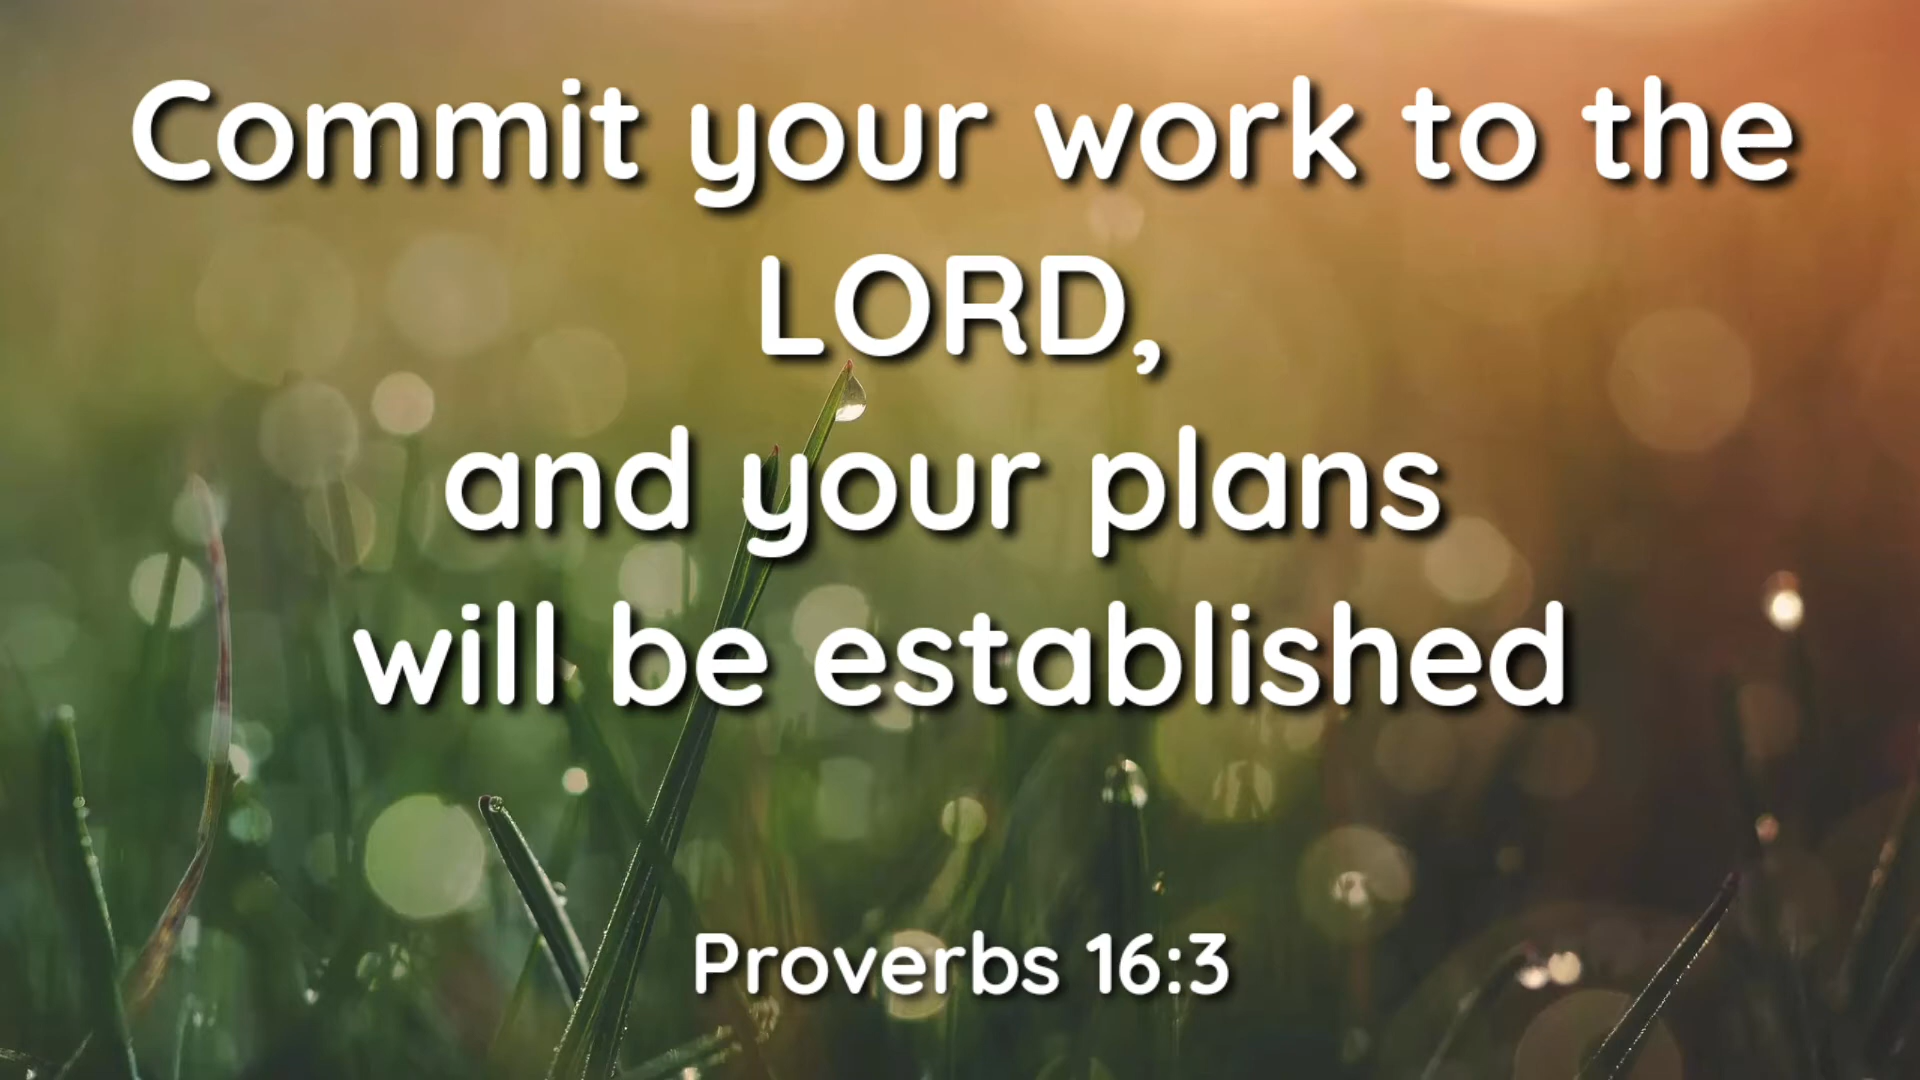 Commit your work to the
LORD,
and your plans
will be established
Proverbs 16:3